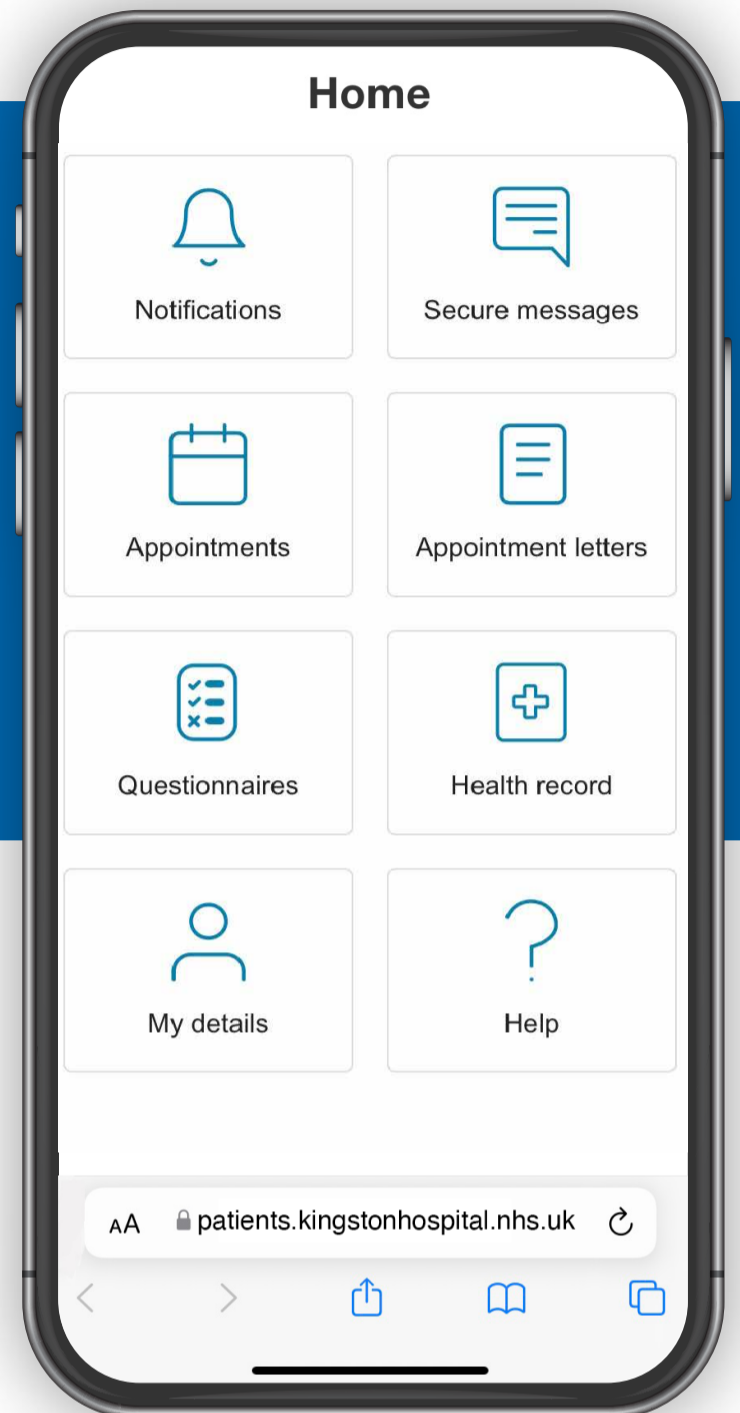 Home
Notifications
Secure messages
Appointments
Appointment letters
Questionnaires
Health record
My details
Help
AA patients.kingstonhospital.nhs.uk